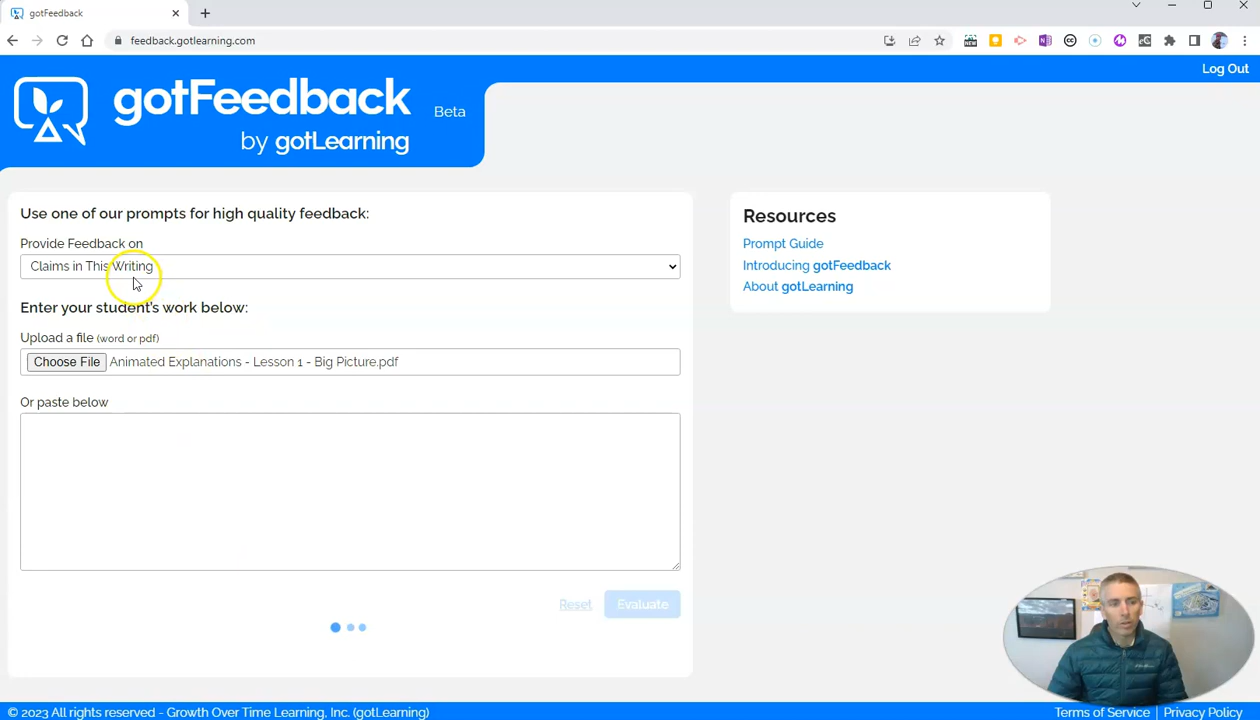 gotFeedback
feedback.gotlearning.com
Log Out
gotFeedback
Beta
by gotLearning
Use one of our prompts for high quality feedback:
Provide Feedback on
Claims in This Writing
Enter your student's work below:
Upload a file (word or pdf)
Choose File Animated Explanations - Lesson 1 - Big Picture.pdf
Or paste below
Reset Evaluate
Resources
Prompt Guide
Introducing gotFeedback
About gotLearning
© 2023 All rights reserved - Growth Over Time Learning, Inc. (gotLearning)
Terms of Service | Privacy Policy